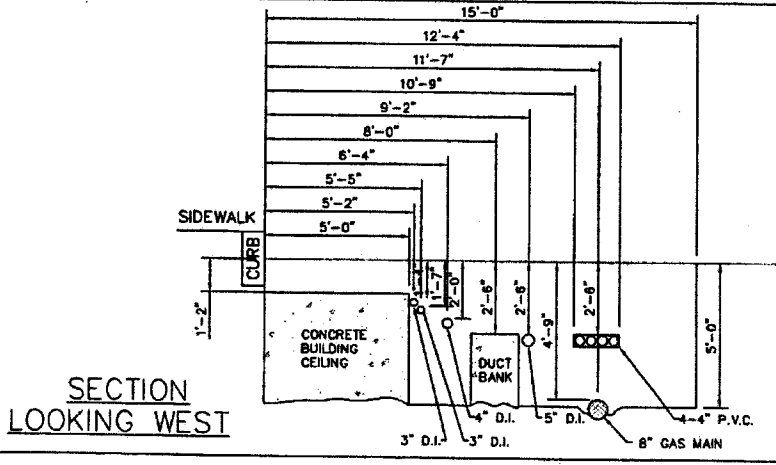 15'-0"
12'-4"
11'-7"
10'-9"
9'-2"
8'-0"
6'-4"
5'-5"
5'-2"
5'-0"
SIDEWALK
CURB
1'-2"
1'-4"
1'-7"
2'-0"
2'-6"
2'-6"
4'-9"
2'-6"
5'-0"
CONCRETE
BUILDING
CEILING
DUCT
BANK
3" D.I.
3" D.I.
4" D.I.
5" D.I.
4-4" P.V.C.
8" GAS MAIN
SECTION
LOOKING WEST